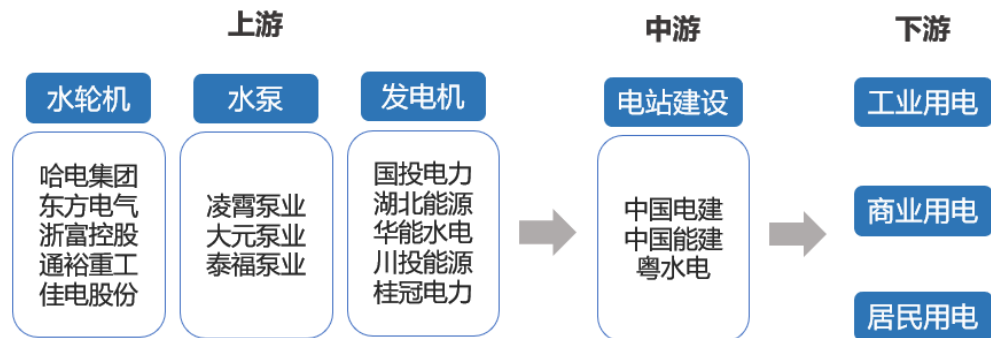 上游
中游
下游
水轮机
水泵
发电机
电站建设
工业用电
哈电集团
东方电气
浙富控股
通裕重工
佳电股份
凌霄泵业
大元泵业
泰福泵业
国投电力
湖北能源
华能水电
川投能源
桂冠电力
中国电建
中国能建
粤水电
商业用电
居民用电